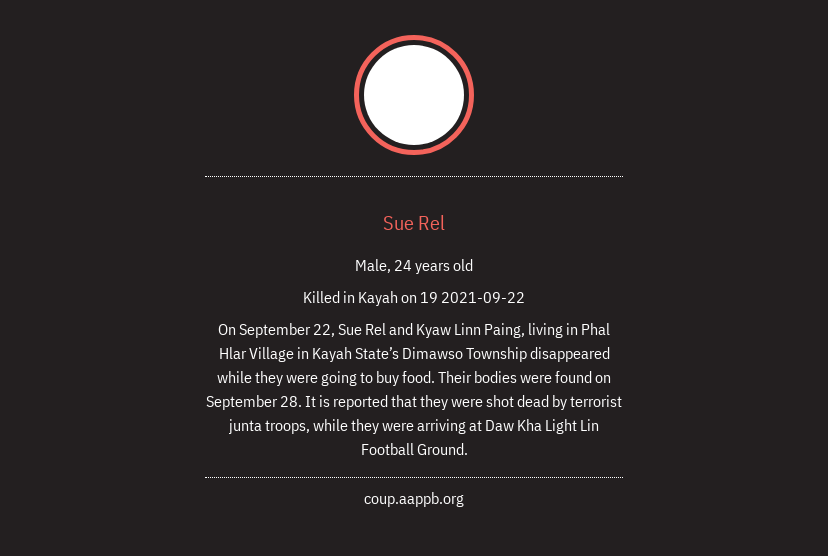 Sue Rel
Male, 24 years old
Killed in Kayah on 19 2021-09-22
On September 22, Sue Rel and Kyaw Linn Paing, living in Phal
Hlar Village in Kayah State’s Dimawso Township disappeared
while they were going to buy food. Their bodies were found on
September 28. It is reported that they were shot dead by terrorist
junta troops, while they were arriving at Daw Kha Light Lin
Football Ground.
coup.aappb.org